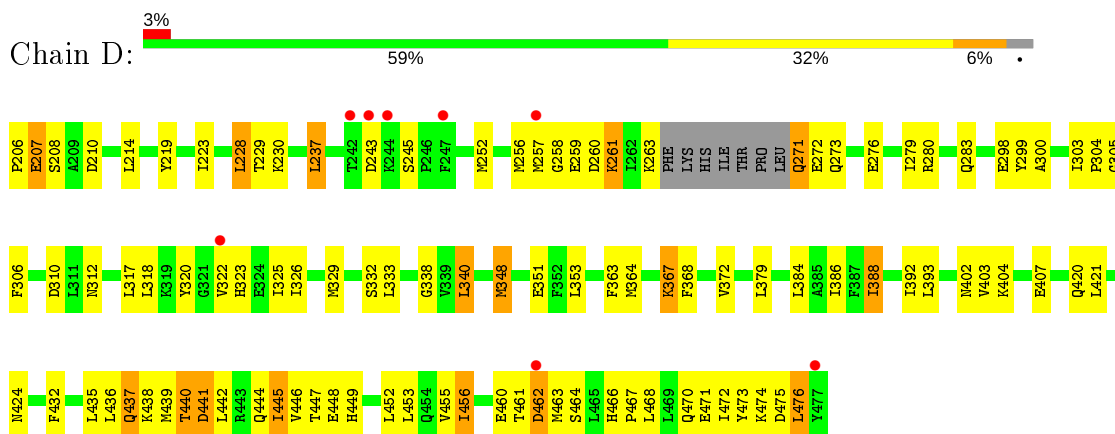 3%
Chain D:
59% 32% 6% •
P206 E207 S208 A209 D210 L214 Y219 I223 L228 T229 K230 L237 T242 D243 K244 S245 P246 F247 M252 M256 M257 G258 E259 D260 K261 I262 K263 PHE LYS HIS ILE THR PRO LEU Q271 E272 Q273 E276 I279 R280 Q283 E298 Y299 A300 I303 P304
F306 D310 L311 N312 L317 L318 K319 Y320 G321 V322 H323 E324 I325 I326 M329 S332 L333 G338 V339 L340 M348 E351 F352 L353 F363 M364 K367 F368 V372 L379 L384 A385 I386 F387 I388 I392 L393 N402 V403 K404 E407 Q420 L421
N424 F432 L435 L436 Q437 K438 M439 T440 D441 L442 R443 Q444 I445 V446 T447 E448 H449 L452 L453 Q454 V455 I456 E460 T461 D462 M463 S464 L465 H466 P467 L468 L469 Q470 E471 I472 Y473 K474 D475 L476 Y477